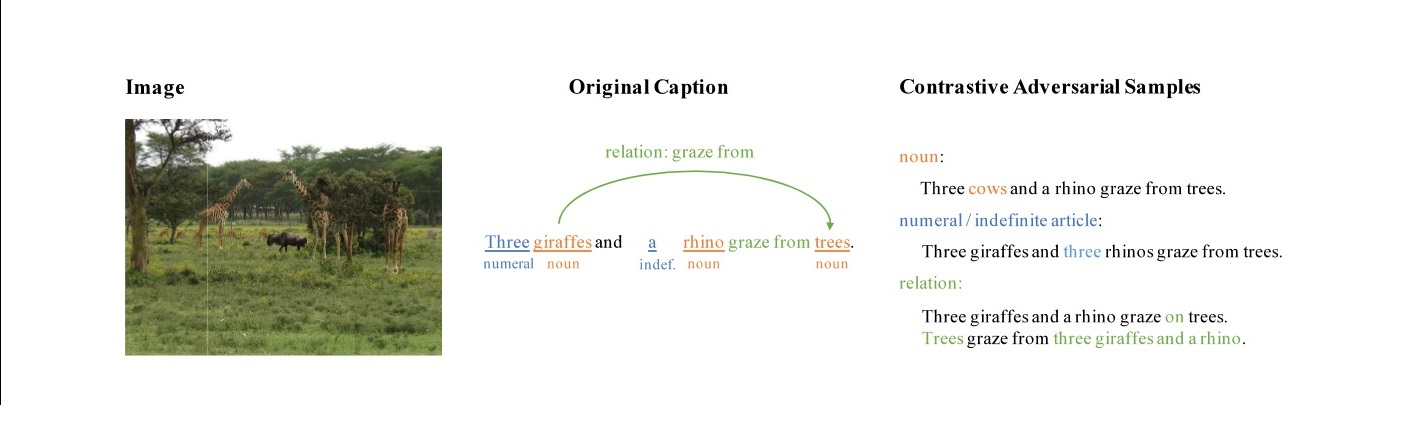 Image
Original Caption
Contrastive Adversarial Samples
relation: graze from
Three giraffes and a rhino graze from trees.
numeral noun indef. noun noun
noun:
Three cows and a rhino graze from trees.
numeral / indefinite article:
Three giraffes and three rhinos graze from trees.
relation:
Three giraffes and a rhino graze on trees.
Trees graze from three giraffes and a rhino.